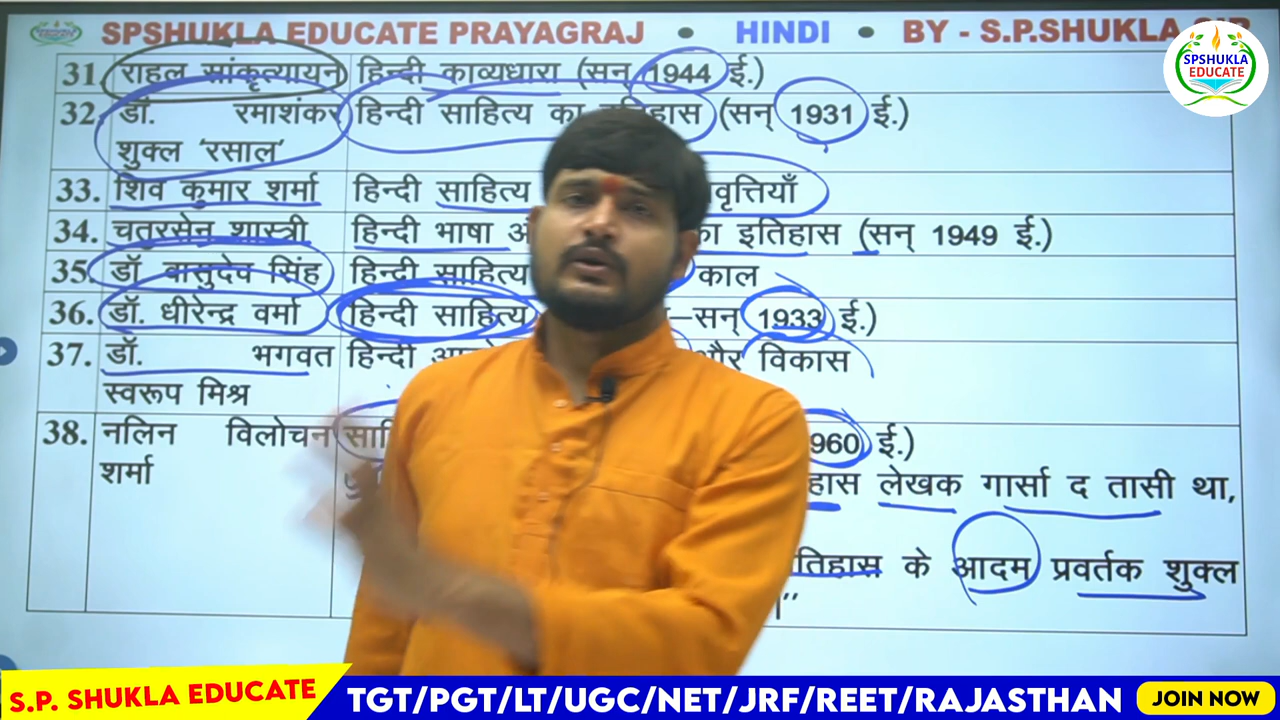 SPSHUKLA EDUCATE PRAYAGRAJ • HINDI • BY - S.P.SHUKLA
SPSHUKLA
EDUCATE
31. राहुल सांकृत्यायन हिन्दी काव्यधारा (सन् 1944 ई.)
32. डॉ. रमाशंकर हिन्दी साहित्य का इतिहास (सन् 1931 ई.)
शुक्ल ‘रसाल’
33. शिव कुमार शर्मा हिन्दी साहित्य वृत्तियाँ
34. चतरसेन शास्त्री हिन्दी भाषा का इतिहास (सन् 1949 ई.)
35. डॉ वासुदेव सिंह हिन्दी साहित्य काल
36. डॉ. धीरेन्द्र वर्मा हिन्दी साहित्य –सन् 1933 ई.)
37. डॉ. भगवत हिन्दी और विकास
स्वरूप मिश्र
38. नलिन विलोचन 960 ई.)
शर्मा हास लेखक गार्सा द तासी था,
तिहास के आदम प्रवर्तक शुक्ल
।”
S.P. SHUKLA EDUCATE
TGT/PGT/LT/UGC/NET/JRF/REET/RAJASTHAN
JOIN NOW